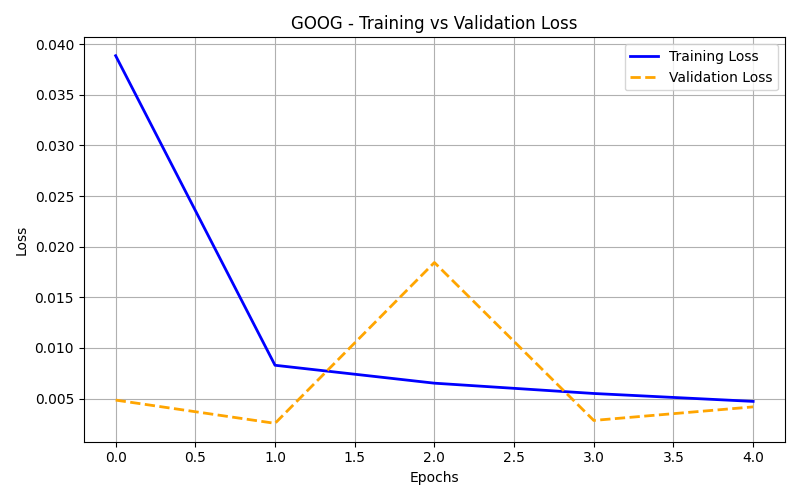 GOOG - Training vs Validation Loss
Training Loss
Validation Loss
0.040
0.035
0.030
0.025
0.020
0.015
0.010
0.005
Loss
0.0 0.5 1.0 1.5 2.0 2.5 3.0 3.5 4.0
Epochs